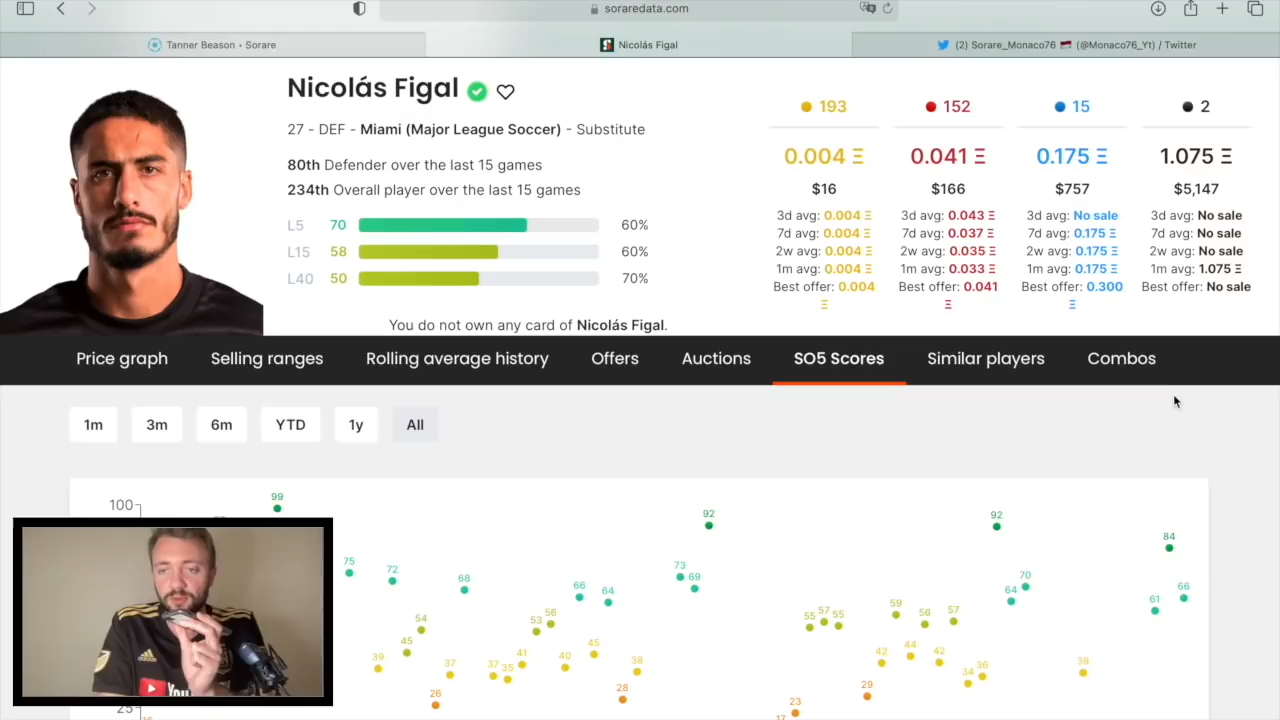 soraredata.com
Tanner Beason • Sorare
Nicolás Figal
(2) Sorare_Monaco76 🇲🇨 (@Monaco76_Yt) / Twitter
Nicolás Figal
27 - DEF - Miami (Major League Soccer) - Substitute
80th Defender over the last 15 games
234th Overall player over the last 15 games
L5 70 60%
L15 58 60%
L40 50 70%
You do not own any card of Nicolás Figal.
193 152 15 2
0.004 Ξ 0.041 Ξ 0.175 Ξ 1.075 Ξ
$16 $166 $757 $5,147
3d avg: 0.004 Ξ 3d avg: 0.043 Ξ 3d avg: No sale 3d avg: No sale
7d avg: 0.004 Ξ 7d avg: 0.037 Ξ 7d avg: 0.175 Ξ 7d avg: No sale
2w avg: 0.004 Ξ 2w avg: 0.035 Ξ 2w avg: 0.175 Ξ 2w avg: No sale
1m avg: 0.004 Ξ 1m avg: 0.033 Ξ 1m avg: 0.175 Ξ 1m avg: 1.075 Ξ
Best offer: 0.004 Best offer: 0.041 Best offer: 0.300 Best offer: No sale
Ξ Ξ Ξ
Price graph Selling ranges Rolling average history Offers Auctions SO5 Scores Similar players Combos
1m 3m 6m YTD 1y All
100
99
92 92
84
75 72 68 66 64 73 69 64 70 61 66
54 45 53 56 55 57 55 59 56 57
39 37 37 35 41 40 45 38 42 44 42 34 36 38
26 28 23 29
25 16 17